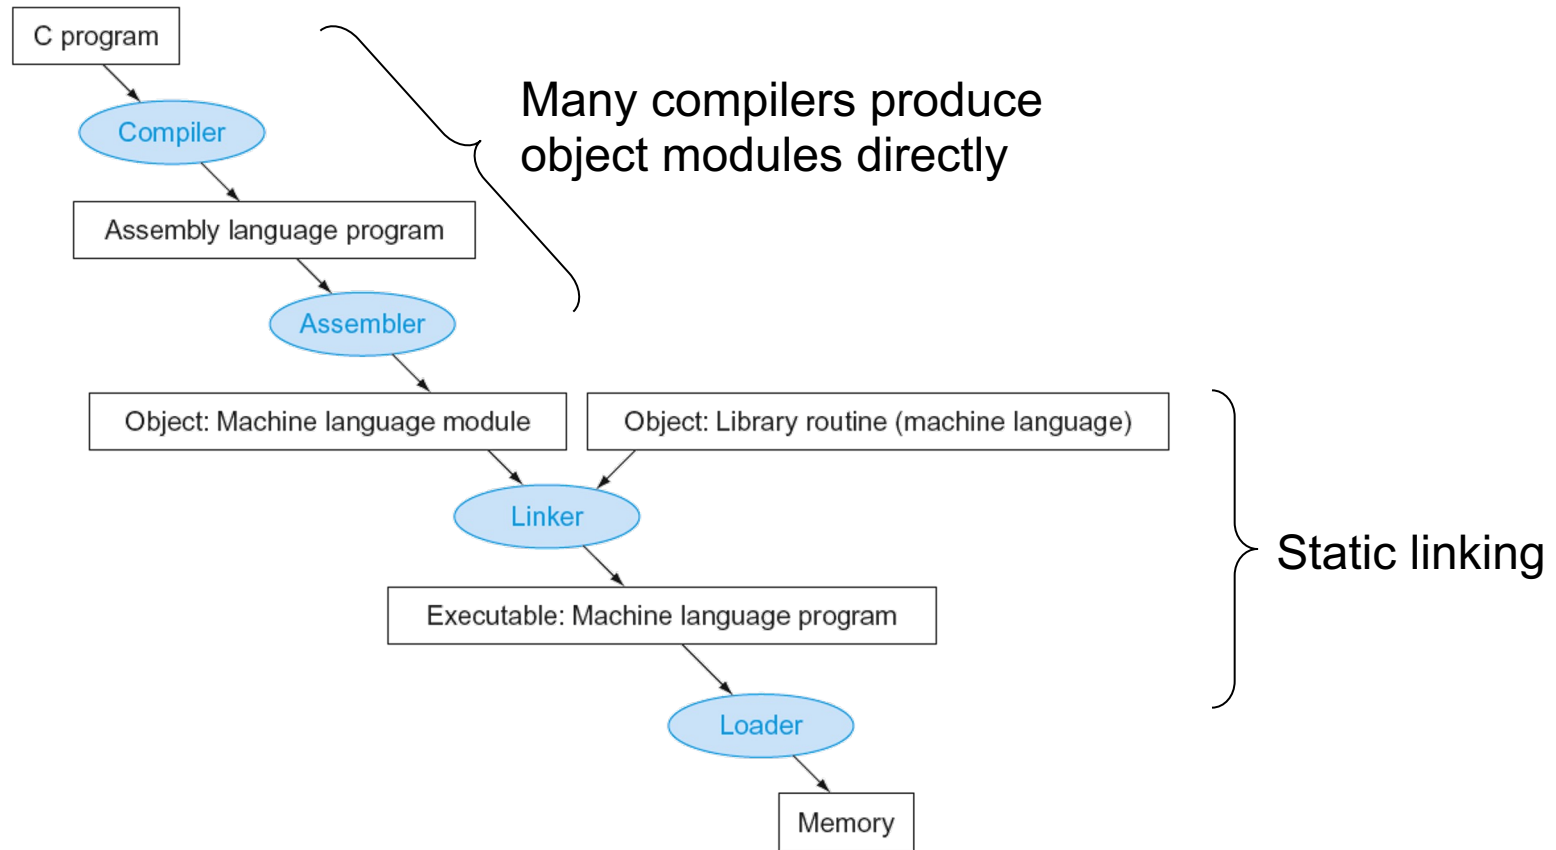 C program
Many compilers produce
object modules directly
Compiler
Assembly language program
Assembler
Object: Machine language module
Object: Library routine (machine language)
Linker
Static linking
Executable: Machine language program
Loader
Memory